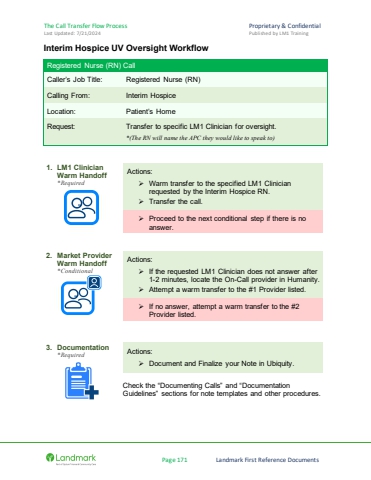 The Call Transfer Flow Process
Proprietary & Confidential
Last Updated: 7/21/2024
Published by LM1 Training
Interim Hospice UV Oversight Workflow
Registered Nurse (RN) Call
Caller's Job Title: Registered Nurse (RN)
Calling From: Interim Hospice
Location: Patient's Home
Request: Transfer to specific LM1 Clinician for oversight.
*(The RN will name the APC they would like to speak to)
1. LM1 Clinician
Warm Handoff
*Required
Actions:
➢ Warm transfer to the specified LM1 Clinician
requested by the Interim Hospice RN.
➢ Transfer the call.
➢ Proceed to the next conditional step if there is no
answer.
2. Market Provider
Warm Handoff
*Conditional
Actions:
➢ If the requested LM1 Clinician does not answer after
1-2 minutes, locate the On-Call provider in Humanity.
➢ Attempt a warm transfer to the #1 Provider listed.
➢ If no answer, attempt a warm transfer to the #2
Provider listed.
3. Documentation
*Required
Actions:
➢ Document and Finalize your Note in Ubiquity.
Check the "Documenting Calls" and "Documentation
Guidelines" sections for note templates and other procedures.
Landmark
Page 171
Landmark First Reference Documents